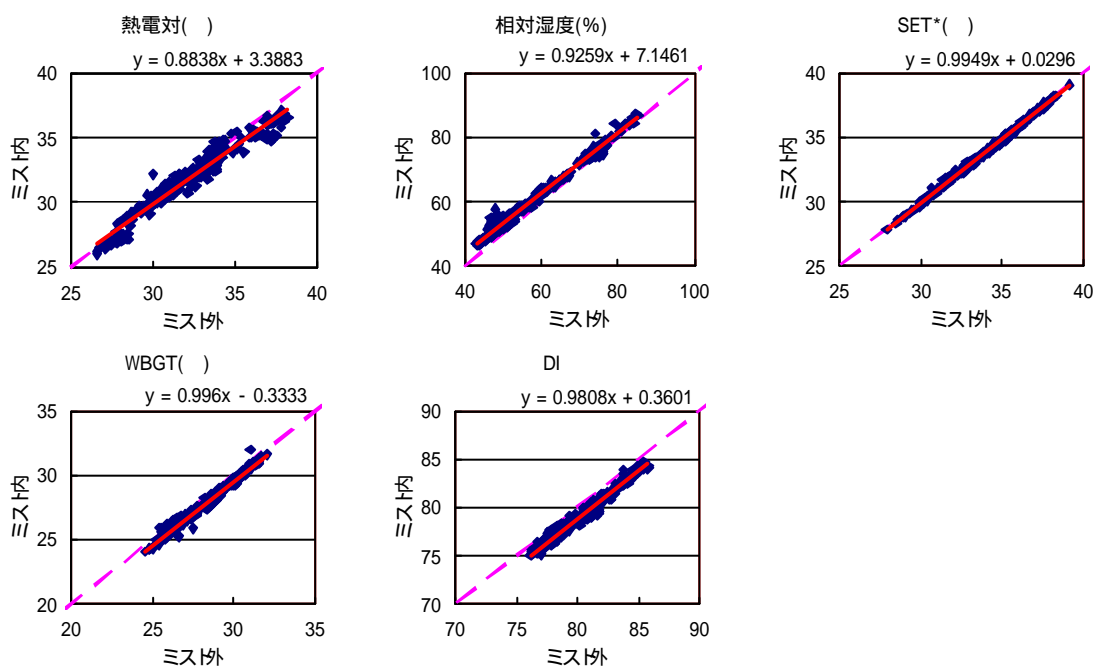 熱電対( )
y = 0.8838x + 3.3883
40
35
30
25
25 30 35 40
ミスト内
ミスト外
相対湿度(%)
y = 0.9259x + 7.1461
100
80
60
40
40 60 80 100
ミスト内
ミスト外
SET*( )
y = 0.9949x + 0.0296
40
35
30
25
25 30 35 40
ミスト内
ミスト外
WBGT( )
y = 0.996x - 0.3333
35
30
25
20
20 25 30 35
ミスト内
ミスト外
DI
y = 0.9808x + 0.3601
90
85
80
75
70
70 75 80 85 90
ミスト内
ミスト外